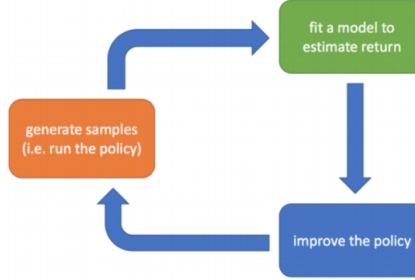 fit a model to
estimate return
generate samples
(i.e. run the policy)
improve the policy